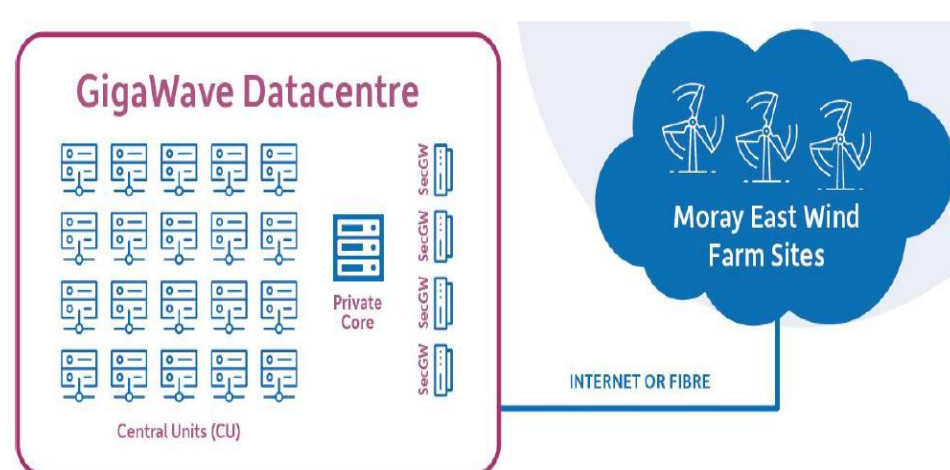 GigaWave Datacentre
SecGW
SecGW
SecGW
SecGW
Private
Core
Central Units (CU)
Moray East Wind
Farm Sites
INTERNET OR FIBRE